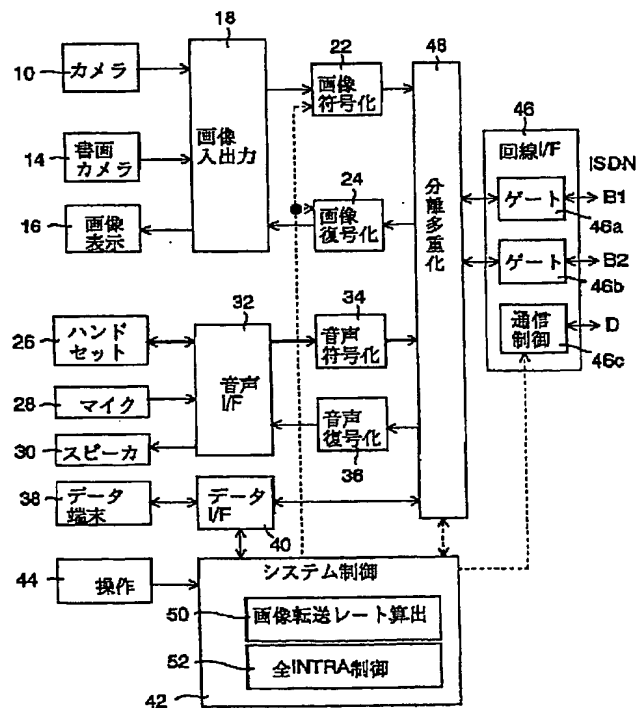 18
10
カメラ
14
書画
カメラ
16
画像
表示
画像
入出力
22
画像
符号化
24
画像
復号化
48
分離多重化
46
回線I/F
ISDN
ゲート
B1
46a
ゲート
B2
46b
通信
制御
D
46c
26
ハンド
セット
28
マイク
30
スピーカ
32
音声
I/F
34
音声
符号化
音声
復号化
36
38
データ
端末
データ
I/F
40
44
操作
システム制御
50
画像転送レート算出
52
全INTRA制御
42